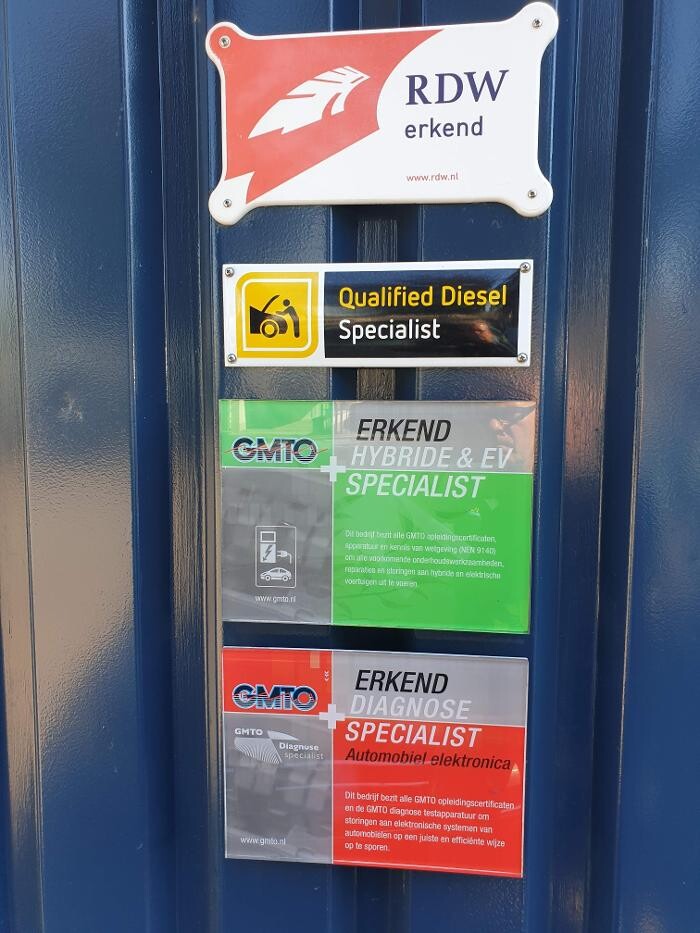 RDW
erkend
www.rdw.nl
Qualified Diesel
Specialist
GMTO
ERKEND
HYBRIDE & EV
SPECIALIST
Dit bedrijf bezit alle GMTO opleidingscertificaten,
apparatuur en kennis van wetgeving (NEN 9140)
om alle voorkomende onderhoudswerkzaamheden,
reparaties en storingen aan hybride en elektrische
voertuigen uit te voeren.
www.gmto.nl
GMTO
ERKEND
DIAGNOSE
SPECIALIST
Automobiel elektronica
GMTO
Diagnose
specialist
Dit bedrijf bezit alle GMTO opleidingscertificaten
en de GMTO diagnose testapparatuur om
storingen aan elektronische systemen van
automobielen op een juiste en efficiënte wijze
op te sporen.
www.gmto.nl